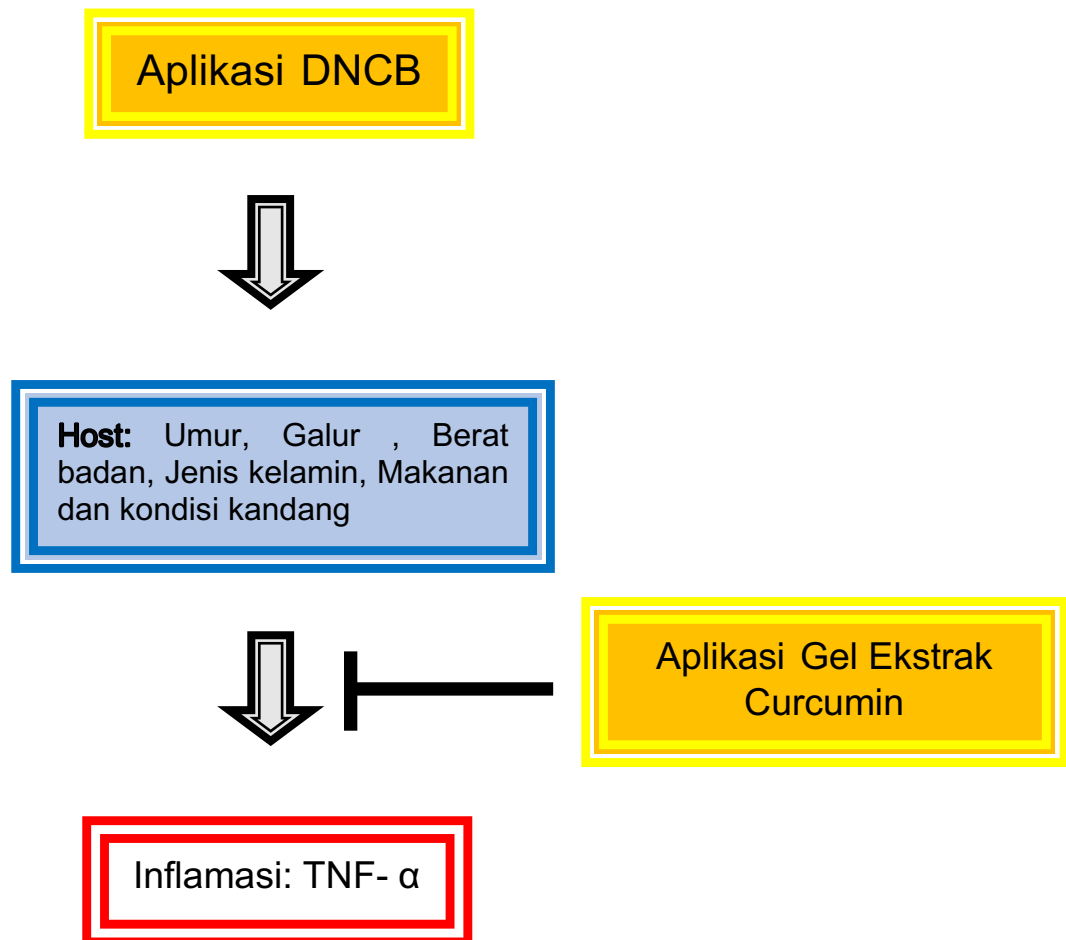 Aplikasi DNCB
Host: Umur, Galur , Berat
badan, Jenis kelamin, Makanan
dan kondisi kandang
Aplikasi Gel Ekstrak
Curcumin
Inflamasi: TNF- α